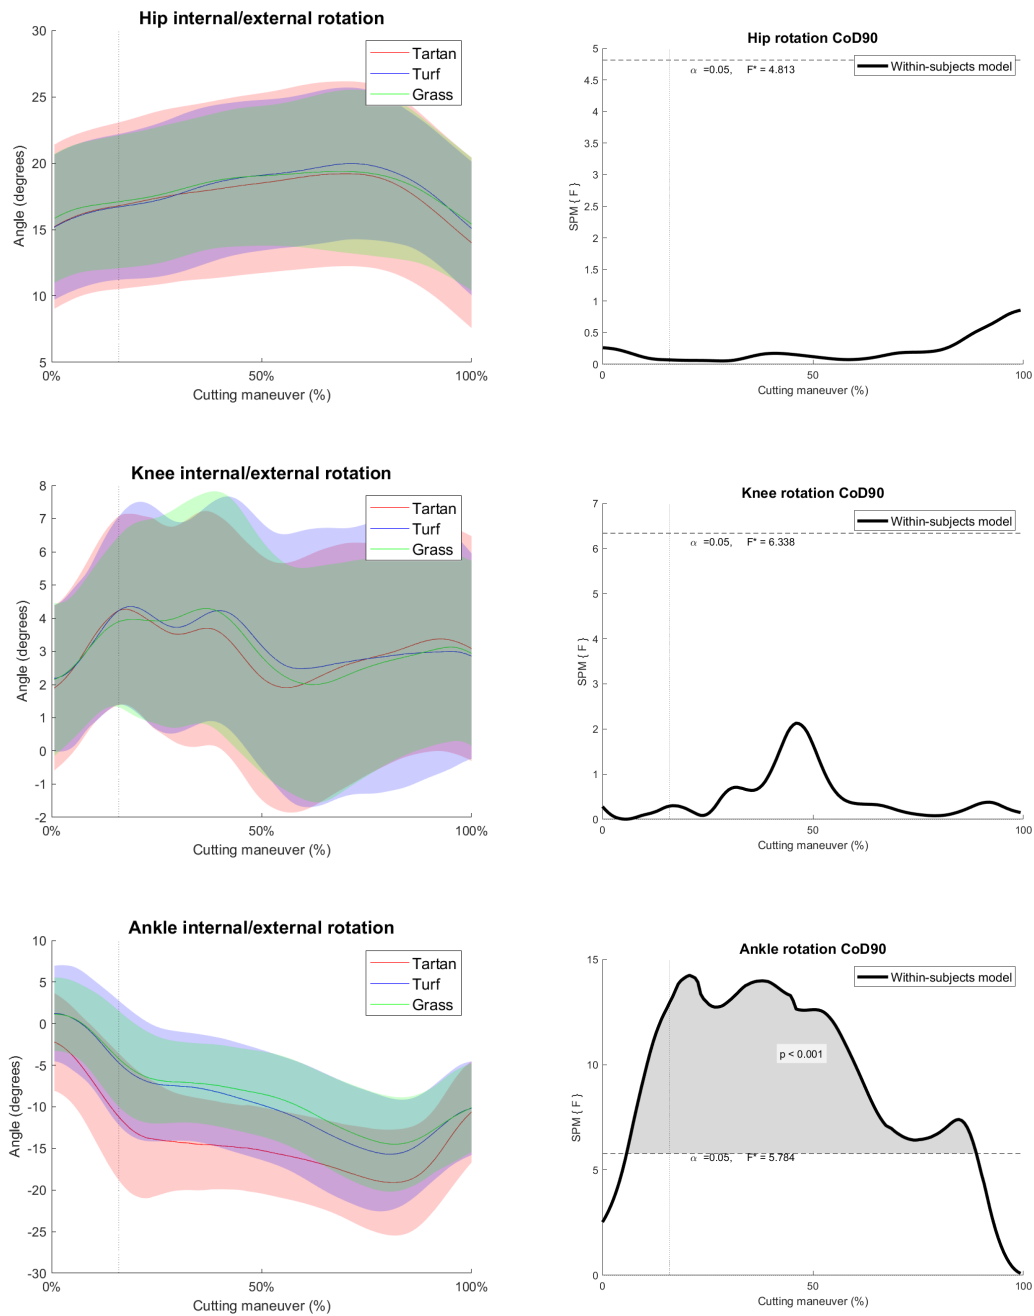 Hip internal/external rotation
30
25
20
15
10
5
Angle (degrees)
Tartan
Turf
Grass
0%
50%
100%
Cutting maneuver (%)
Hip rotation CoD90
5
4.5
4
3.5
3
2.5
2
1.5
1
0.5
0
SPM { F }
α =0.05, F* = 4.813
Within-subjects model
0
50
100
Cutting maneuver (%)
Knee internal/external rotation
8
7
6
5
4
3
2
1
0
-1
-2
Angle (degrees)
Tartan
Turf
Grass
0%
50%
100%
Cutting maneuver (%)
Knee rotation CoD90
7
6
5
4
3
2
1
0
SPM { F }
Within-subjects model
α =0.05, F* = 6.338
0
50
100
Cutting maneuver (%)
Ankle internal/external rotation
10
5
0
-5
-10
-15
-20
-25
-30
Angle (degrees)
Tartan
Turf
Grass
0%
50%
100%
Cutting maneuver (%)
Ankle rotation CoD90
15
10
5
0
SPM { F }
Within-subjects model
p < 0.001
α =0.05, F* = 5.784
0
50
100
Cutting maneuver (%)